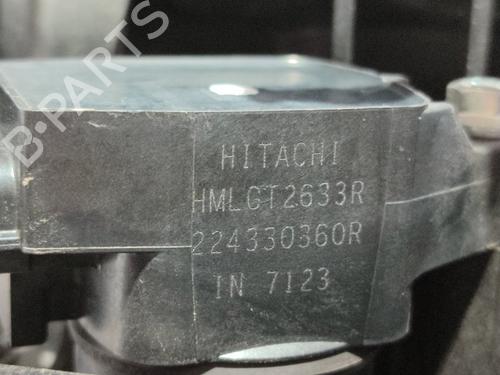 B-PARTS
HITACHI
HMLCT2633R
224330360R
IN 7123